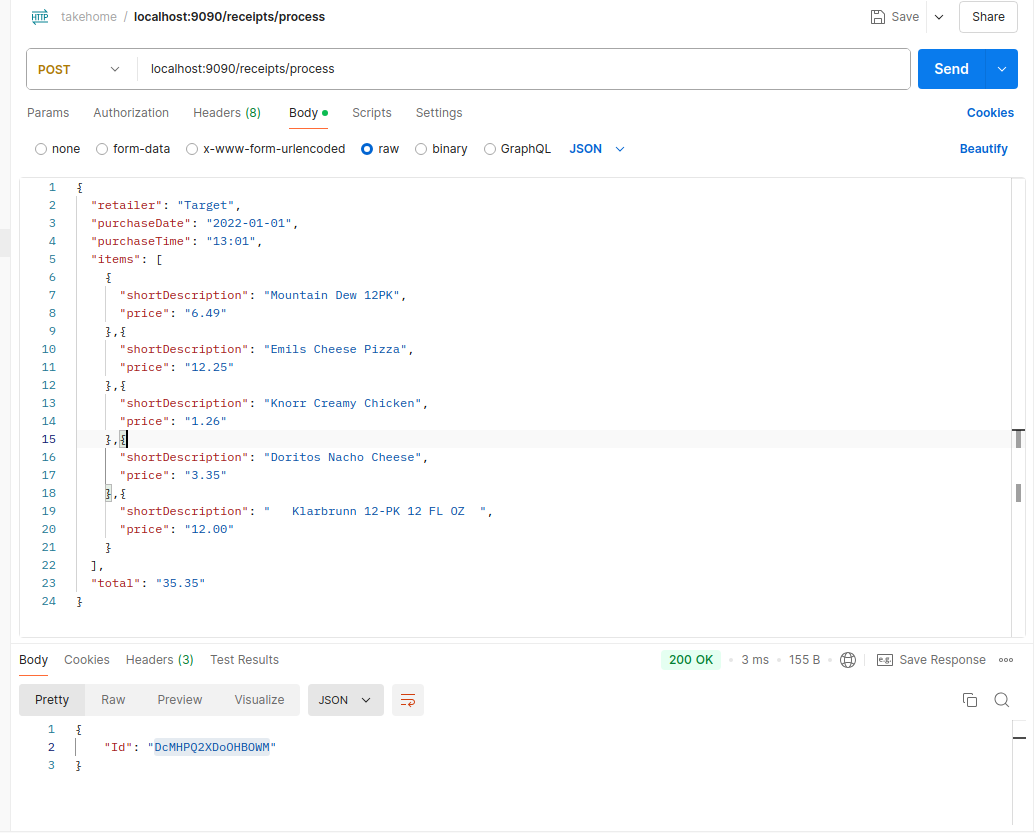 HTTP takehome / localhost:9090/receipts/process Save Share
POST localhost:9090/receipts/process Send
Params Authorization Headers (8) Body Scripts Settings Cookies
none form-data x-www-form-urlencoded raw binary GraphQL JSON Beautify
1 {
2 "retailer": "Target",
3 "purchaseDate": "2022-01-01",
4 "purchaseTime": "13:01",
5 "items": [
6 {
7 "shortDescription": "Mountain Dew 12PK",
8 "price": "6.49"
9 },{
10 "shortDescription": "Emils Cheese Pizza",
11 "price": "12.25"
12 },{
13 "shortDescription": "Knorr Creamy Chicken",
14 "price": "1.26"
15 },{
16 "shortDescription": "Doritos Nacho Cheese",
17 "price": "3.35"
18 },{
19 "shortDescription": "   Klarbrunn 12-PK 12 FL OZ  ",
20 "price": "12.00"
21 }
22 ],
23 "total": "35.35"
24 }
Body Cookies Headers (3) Test Results 200 OK 3 ms 155 B e.g. Save Response
Pretty Raw Preview Visualize JSON
1 {
2 "Id": "DcMHPQ2XDoOHBOWM"
3 }